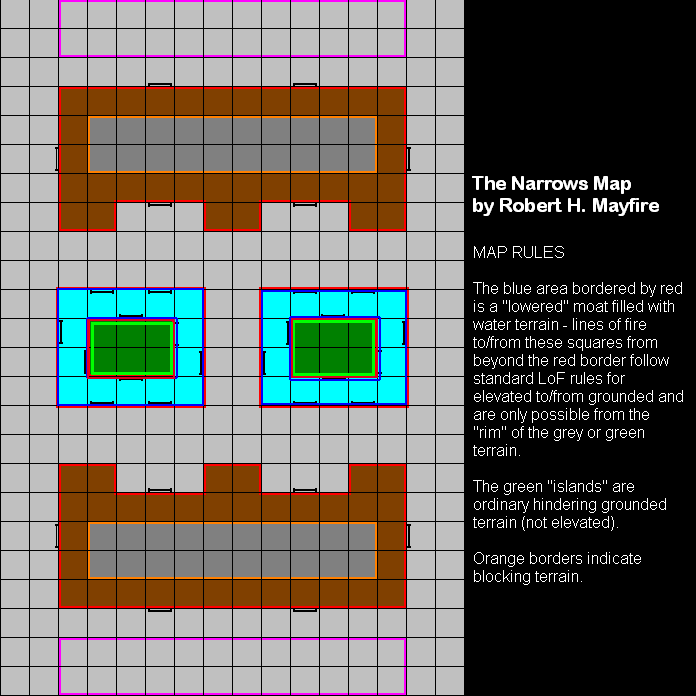 The Narrows Map
by Robert H. Mayfire
MAP RULES
The blue area bordered by red
is a "lowered" moat filled with
water terrain - lines of fire
to/from these squares from
beyond the red border follow
standard LoF rules for
elevated to/from grounded and
are only possible from the
"rim" of the grey or green
terrain.
The green "islands" are
ordinary hindering grounded
terrain (not elevated).
Orange borders indicate
blocking terrain.